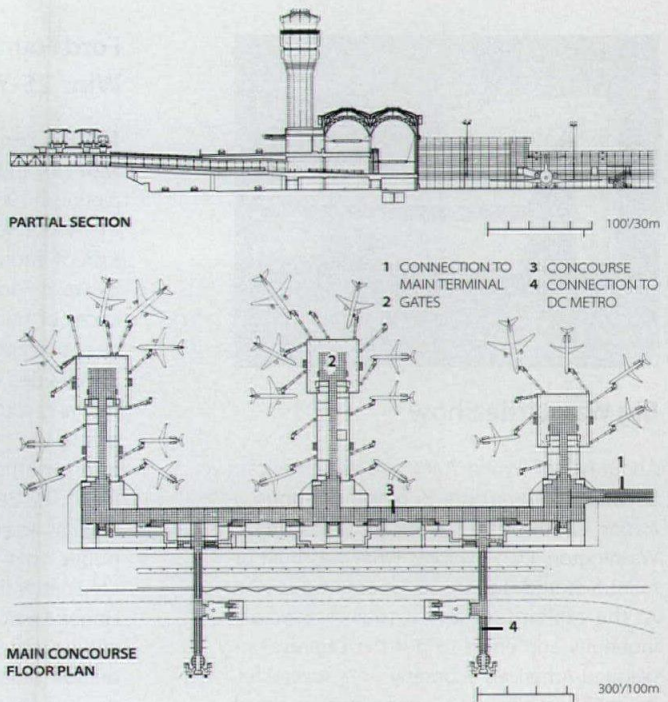 Ford
PARTIAL SECTION
100'/30m
1 CONNECTION TO MAIN TERMINAL
2 GATES
3 CONCOURSE
4 CONNECTION TO DC METRO
2
1
3
4
MAIN CONCOURSE
FLOOR PLAN
300'/100m